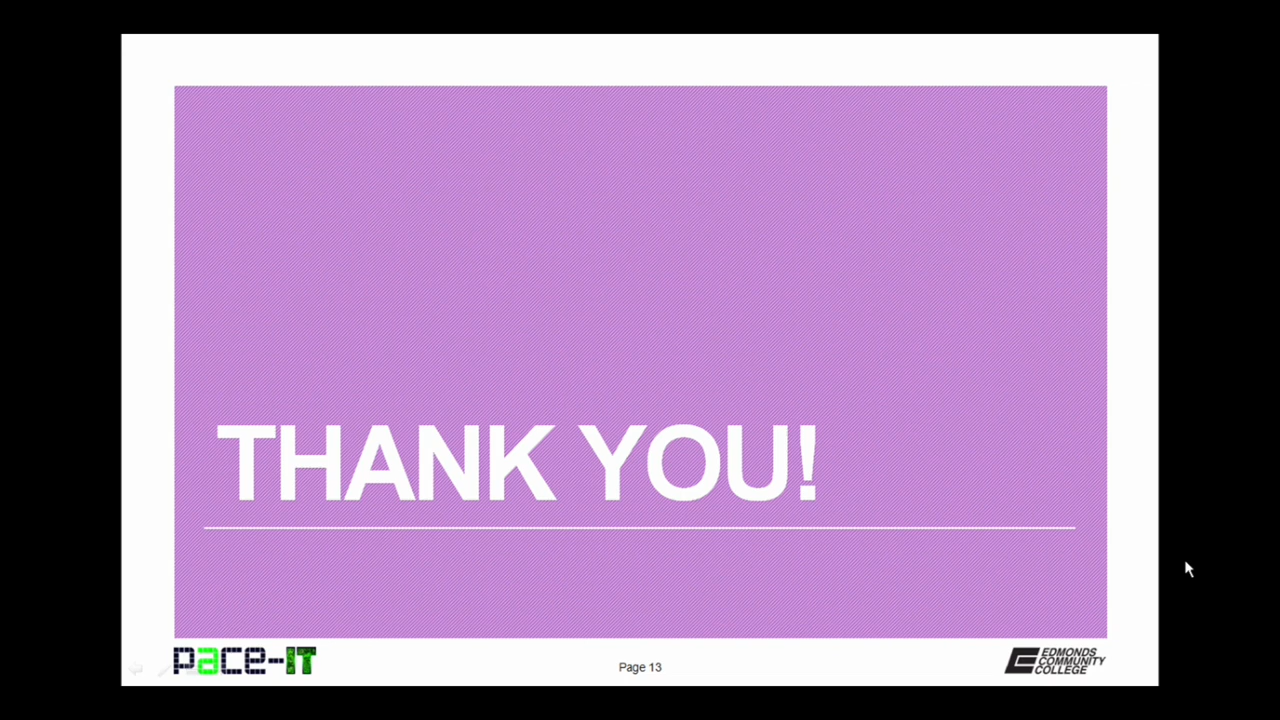 THANK YOU!
pace-IT
Page 13
EDMONDS
COMMUNITY
COLLEGE